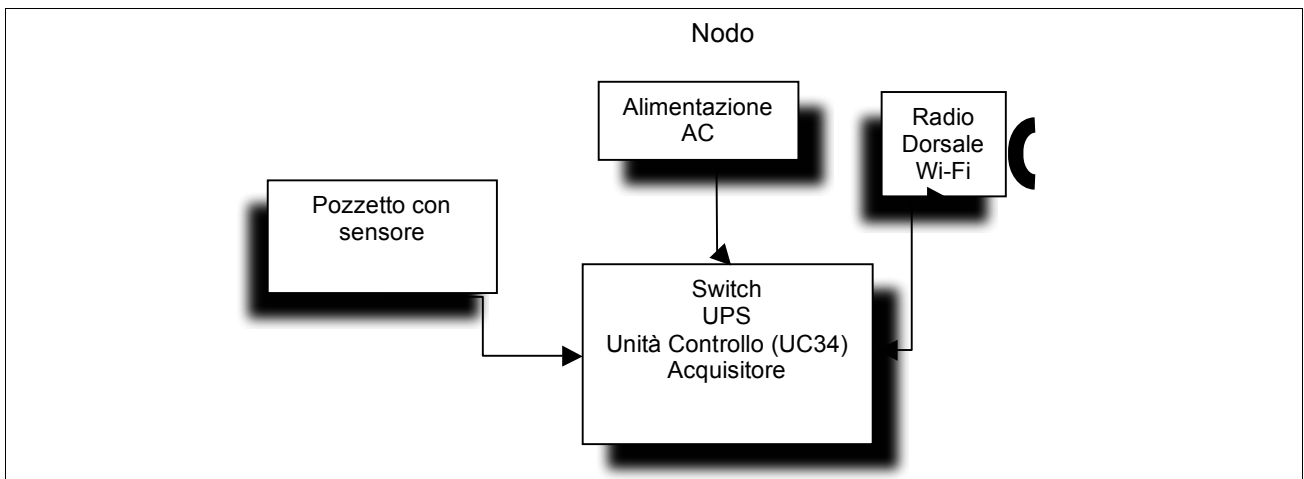 Nodo
Alimentazione
AC
Radio
Dorsale
Wi-Fi
Pozzetto con
sensore
Switch
UPS
Unità Controllo (UC34)
Acquisitore